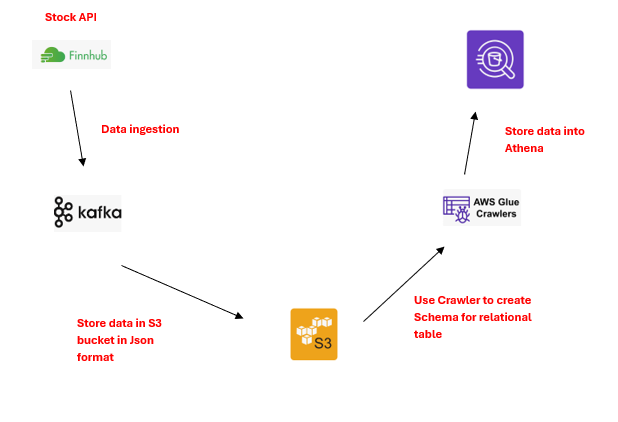 Stock API
Finnhub
Data ingestion
kafka
Store data in S3
bucket in Json
format
S3
Use Crawler to create
Schema for relational
table
AWS Glue
Crawlers
Store data into
Athena